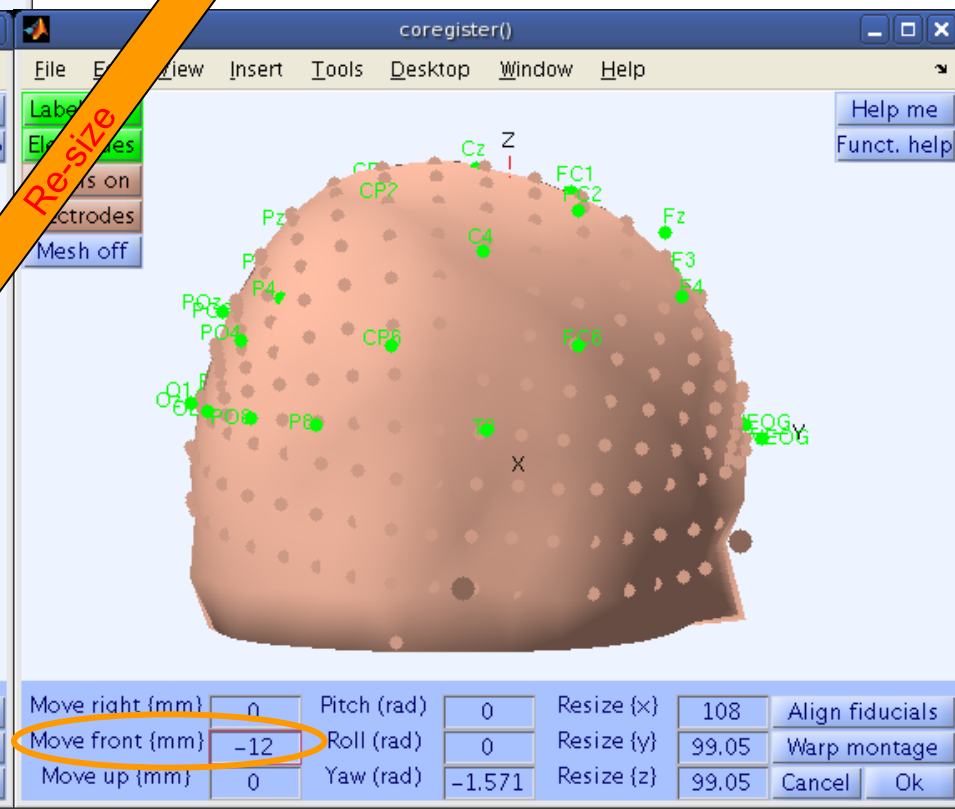 coregister()
File View Insert Tools Desktop Window Help
Re-size
Help me
Funct. help
Mesh off
Cz
Z
FC1
CP2
FC2
Pz
Fz
C4
F3
P4
F4
POz
PO4
CP6
FC6
O1
PO8
P8
T8
X
Y
Move right {mm} 0 Pitch (rad) 0 Resize {x} 108 Align fiducials
Move front {mm} -12 Roll (rad) 0 Resize {y} 99.05 Warp montage
Move up {mm} 0 Yaw (rad) -1.571 Resize {z} 99.05 Cancel Ok